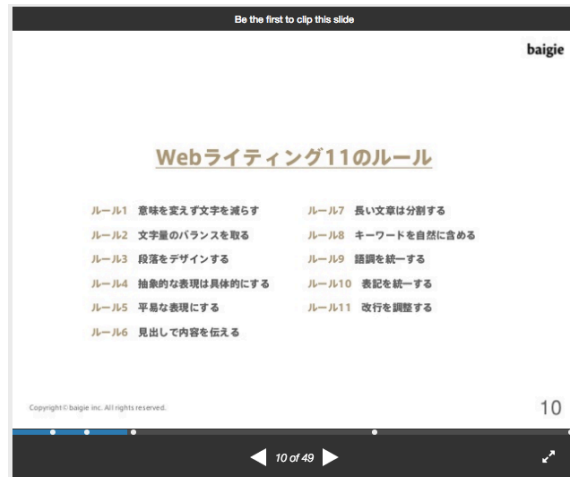 Be the first to clip this slide
baigie
Webライティング11のルール
ルール1 意味を変えず文字を減らす
ルール2 文字量のバランスを取る
ルール3 段落をデザインする
ルール4 抽象的な表現は具体的にする
ルール5 平易な表現にする
ルール6 見出しで内容を伝える
ルール7 長い文章は分割する
ルール8 キーワードを自然に含める
ルール9 語調を統一する
ルール10 表記を統一する
ルール11 改行を調整する
Copyright© baigie inc. All rights reserved.
10
10 of 49